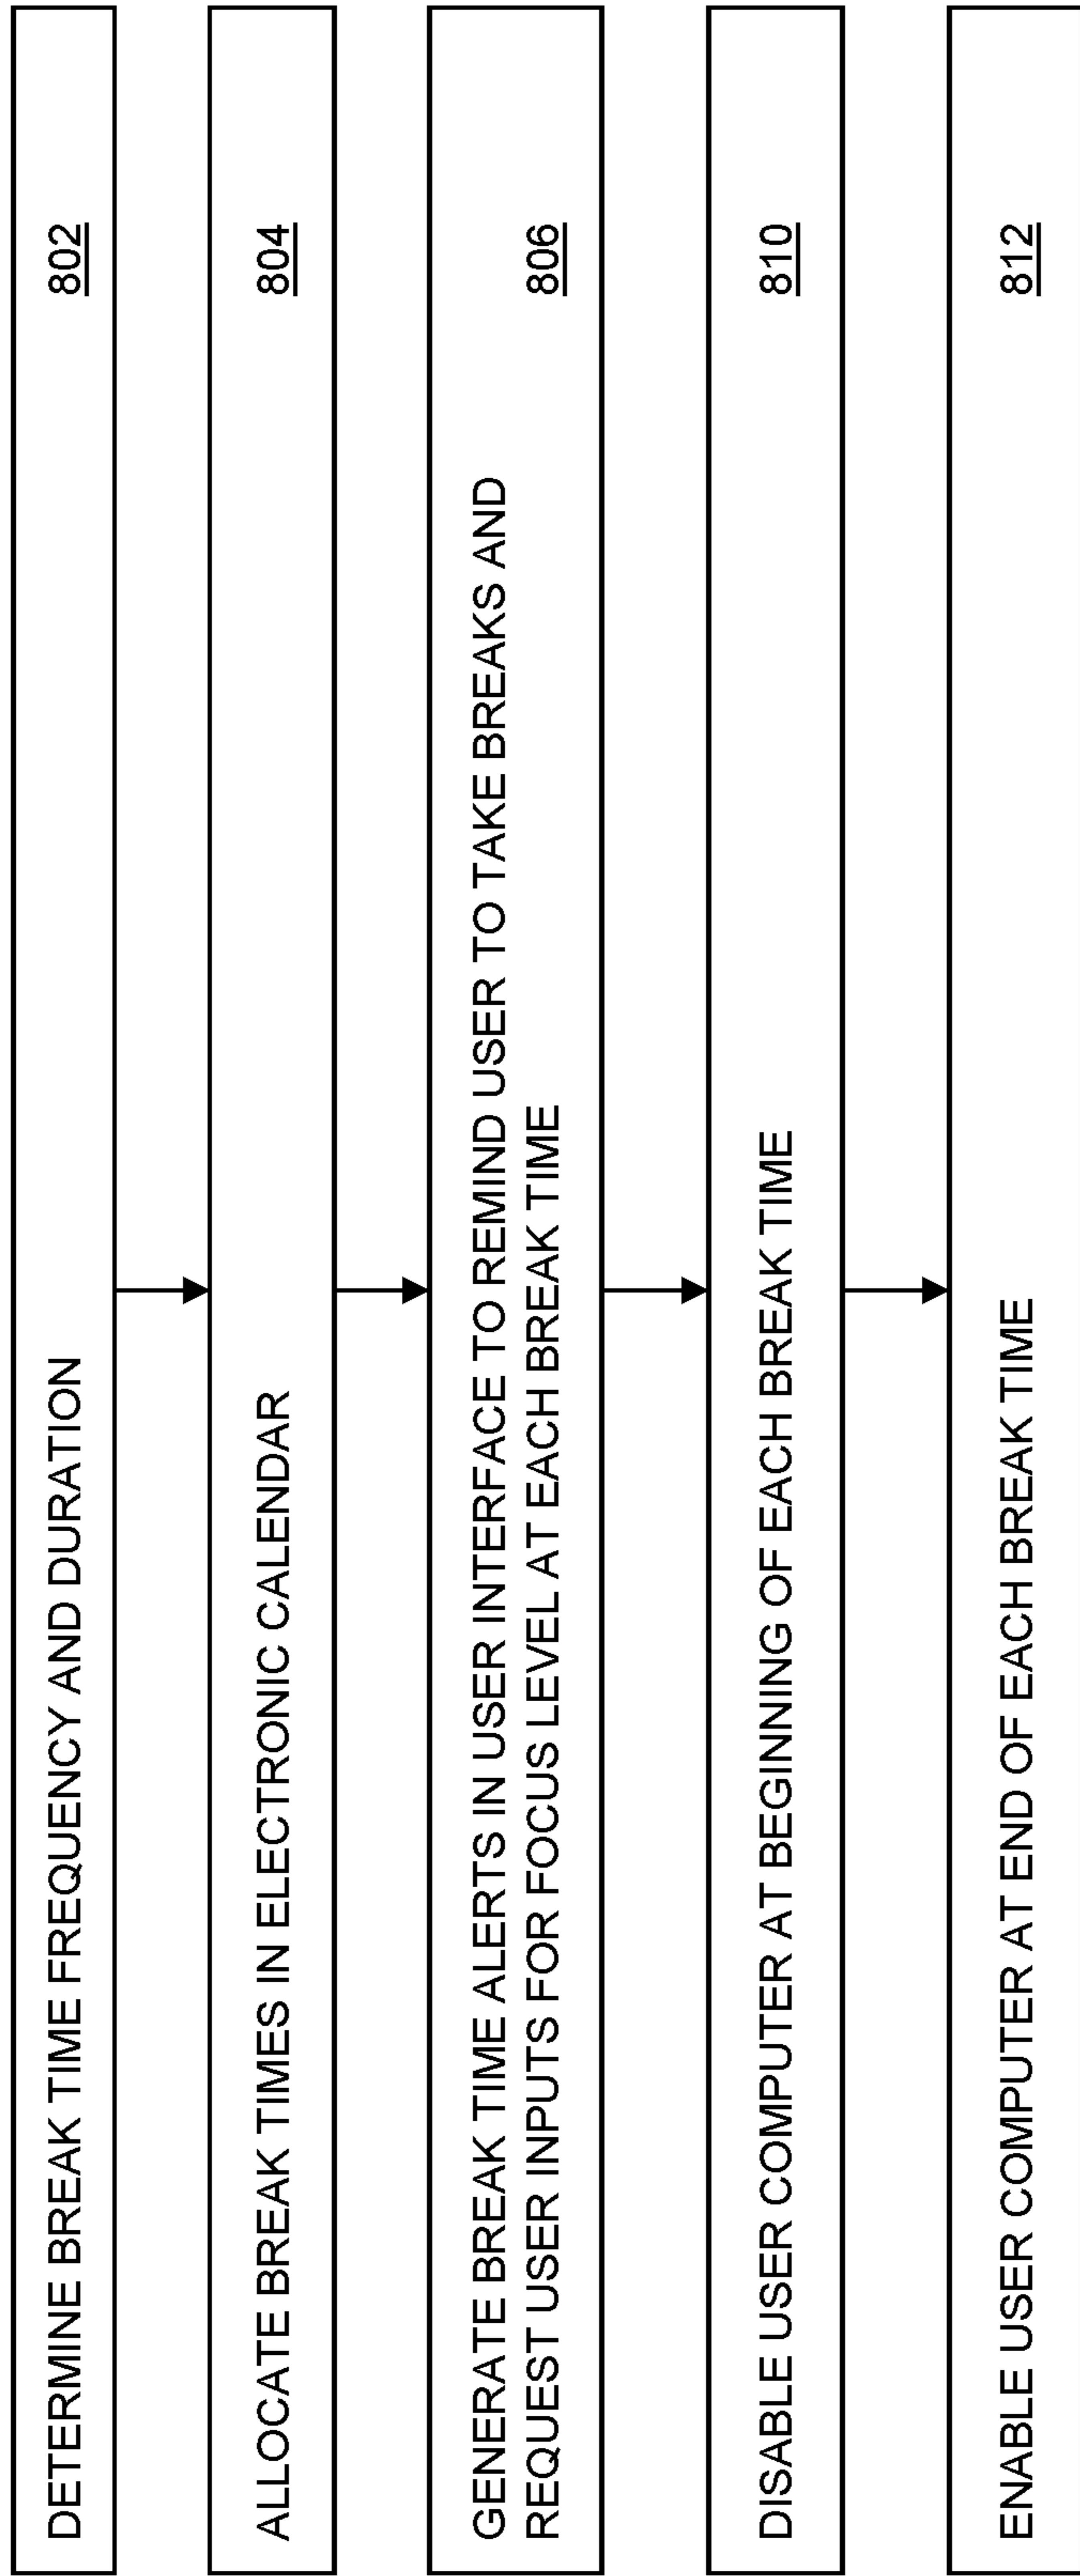 DETERMINE BREAK TIME FREQUENCY AND DURATION 802
ALLOCATE BREAK TIMES IN ELECTRONIC CALENDAR 804
GENERATE BREAK TIME ALERTS IN USER INTERFACE TO REMIND USER TO TAKE BREAKS AND
REQUEST USER INPUTS FOR FOCUS LEVEL AT EACH BREAK TIME 806
DISABLE USER COMPUTER AT BEGINNING OF EACH BREAK TIME 810
ENABLE USER COMPUTER AT END OF EACH BREAK TIME 812